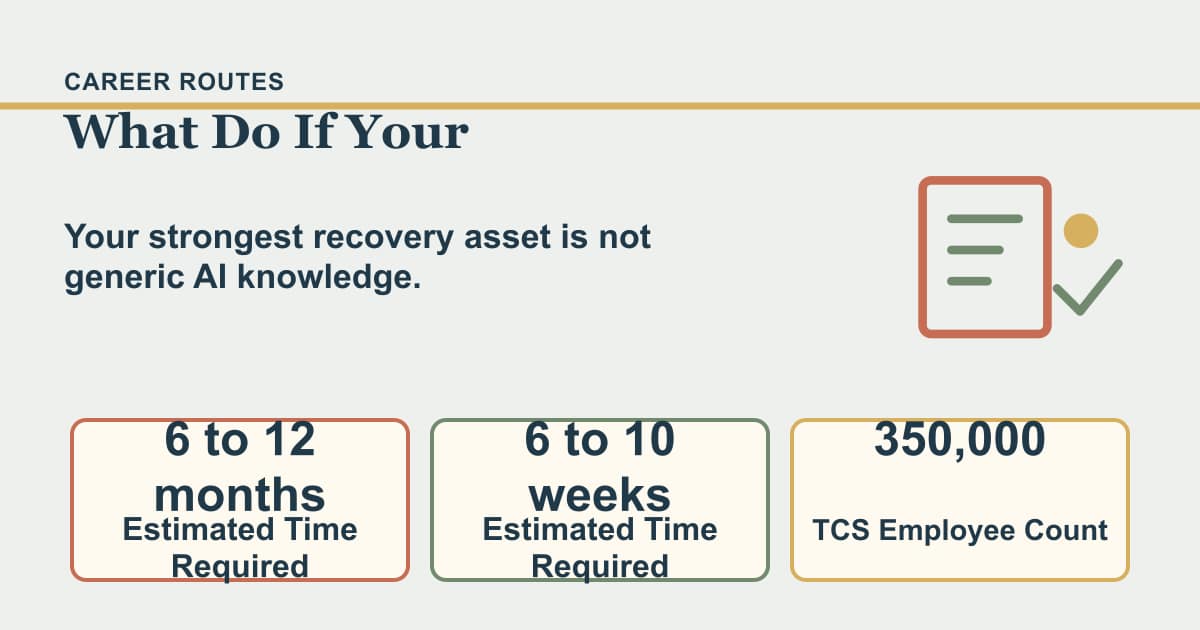 CAREER ROUTES
What Do If Your
Your strongest recovery asset is not
generic AI knowledge.
6 to 12
months
Estimated Time
Required
6 to 10
weeks
Estimated Time
Required
350,000
TCS Employee Count